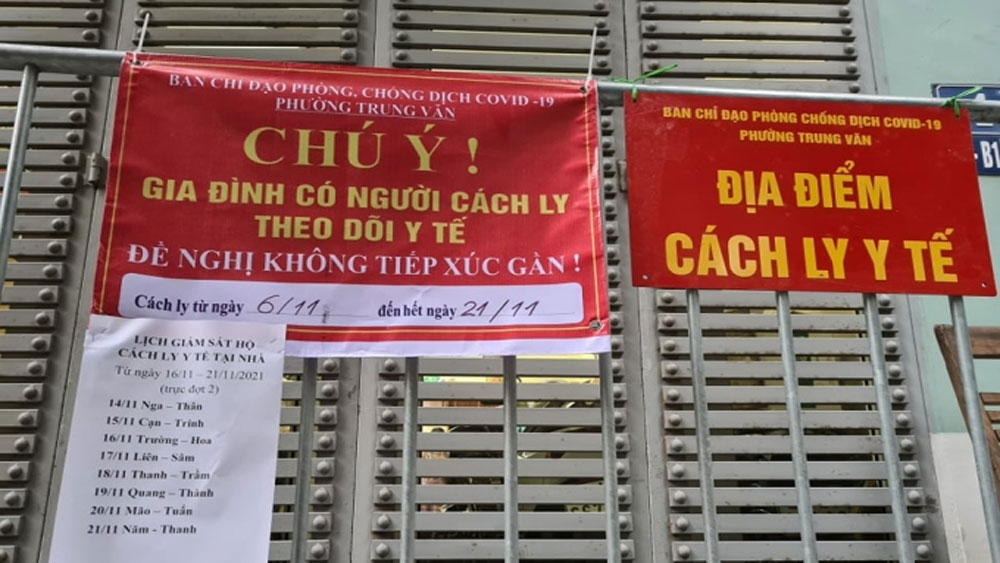 BAN CHỈ ĐẠO PHÒNG, CHỐNG DỊCH COVID -19
PHƯỜNG TRUNG VĂN
CHÚ Ý !
GIA ĐÌNH CÓ NGƯỜI CÁCH LY
THEO DÕI Y TẾ
ĐỀ NGHỊ KHÔNG TIẾP XÚC GẦN !
Cách ly từ ngày 6/11 đến hết ngày 21/11
BAN CHỈ ĐẠO PHÒNG CHỐNG DỊCH COVID-19
PHƯỜNG TRUNG VĂN
ĐỊA ĐIỂM
CÁCH LY Y TẾ
LỊCH GIÁM SÁT HỘ
CÁCH LY Y TẾ TẠI NHÀ
Từ ngày 16/11 – 21/11/2021
(trực đợt 2)
14/11 Nga – Thân
15/11 Cạn – Trình
16/11 Trường – Hoa
17/11 Liên – Sâm
18/11 Thanh – Trầm
19/11 Quang – Thành
20/11 Mão – Tuấn
21/11 Năm - Thanh
- B1